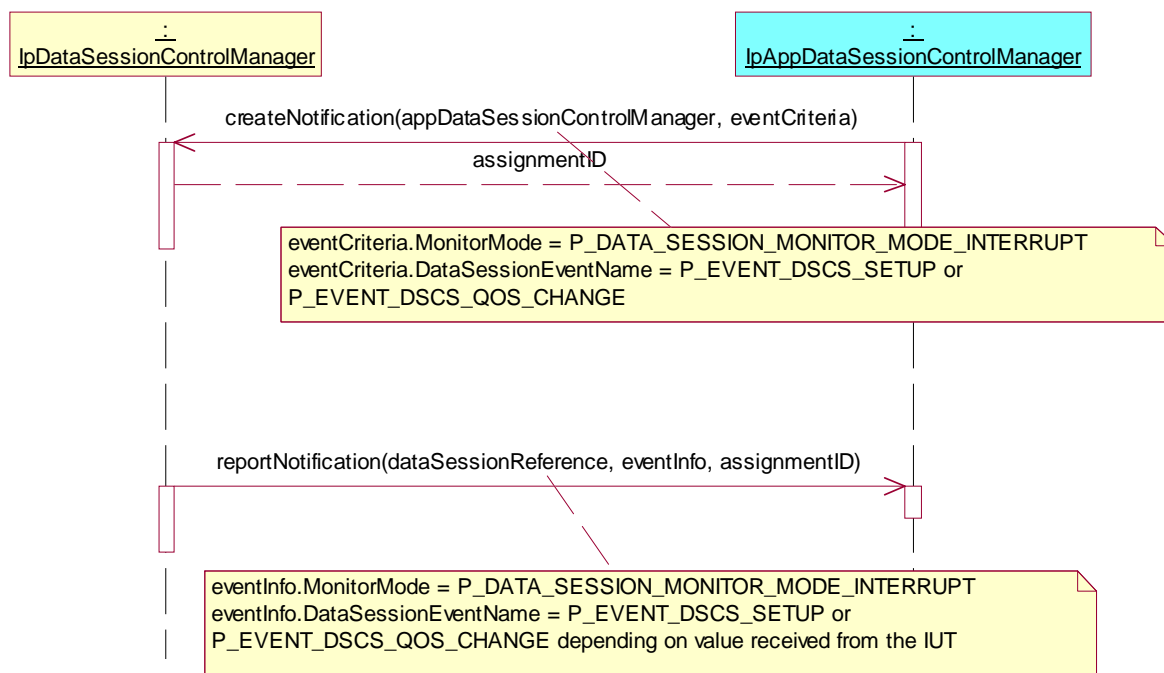 :
IpDataSessionControlManager
:
IpAppDataSessionControlManager
createNotification(appDataSessionControlManager, eventCriteria)
assignmentID
eventCriteria.MonitorMode = P_DATA_SESSION_MONITOR_MODE_INTERRUPT
eventCriteria.DataSessionEventName = P_EVENT_DSCS_SETUP or
P_EVENT_DSCS_QOS_CHANGE
reportNotification(dataSessionReference, eventInfo, assignmentID)
eventInfo.MonitorMode = P_DATA_SESSION_MONITOR_MODE_INTERRUPT
eventInfo.DataSessionEventName = P_EVENT_DSCS_SETUP or
P_EVENT_DSCS_QOS_CHANGE depending on value received from the IUT